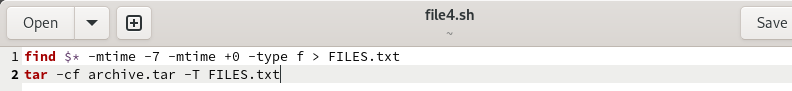 Open
file4.sh
~
Save
1 find $* -mtime -7 -mtime +0 -type f > FILES.txt
2 tar -cf archive.tar -T FILES.txt